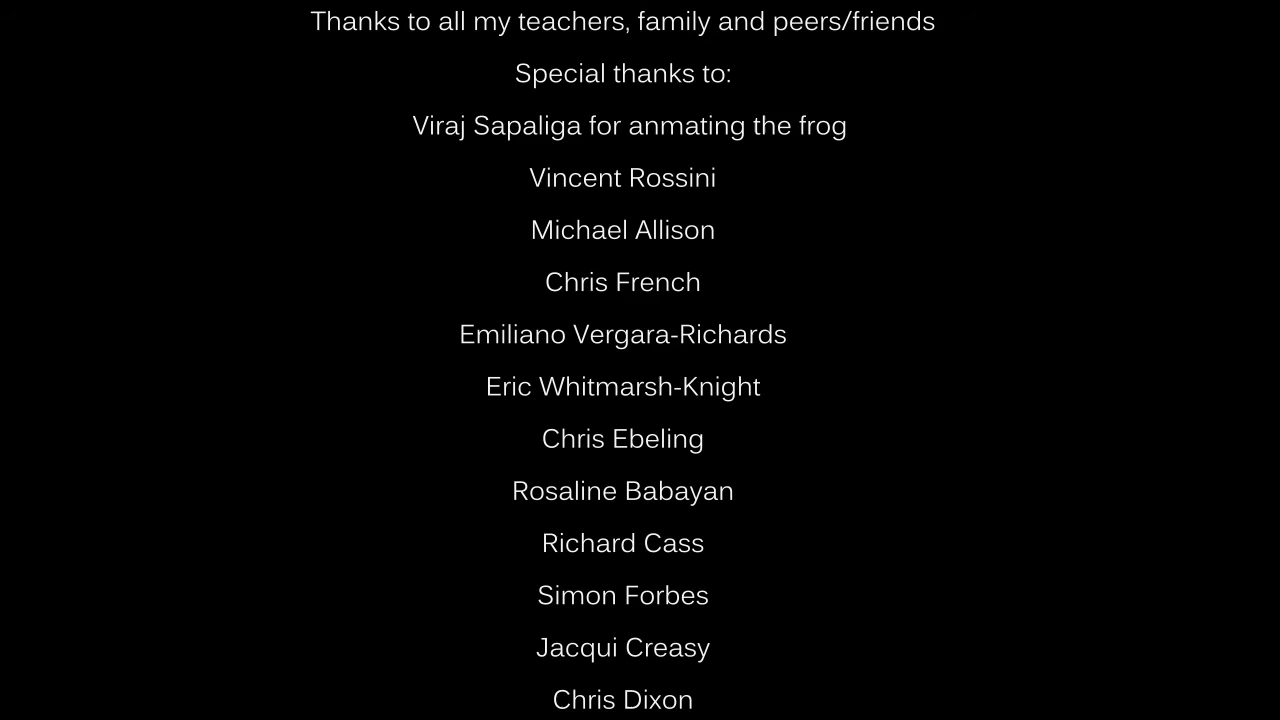 Thanks to all my teachers, family and peers/friends
Special thanks to:
Viraj Sapaliga for anmating the frog
Vincent Rossini
Michael Allison
Chris French
Emiliano Vergara-Richards
Eric Whitmarsh-Knight
Chris Ebeling
Rosaline Babayan
Richard Cass
Simon Forbes
Jacqui Creasy
Chris Dixon